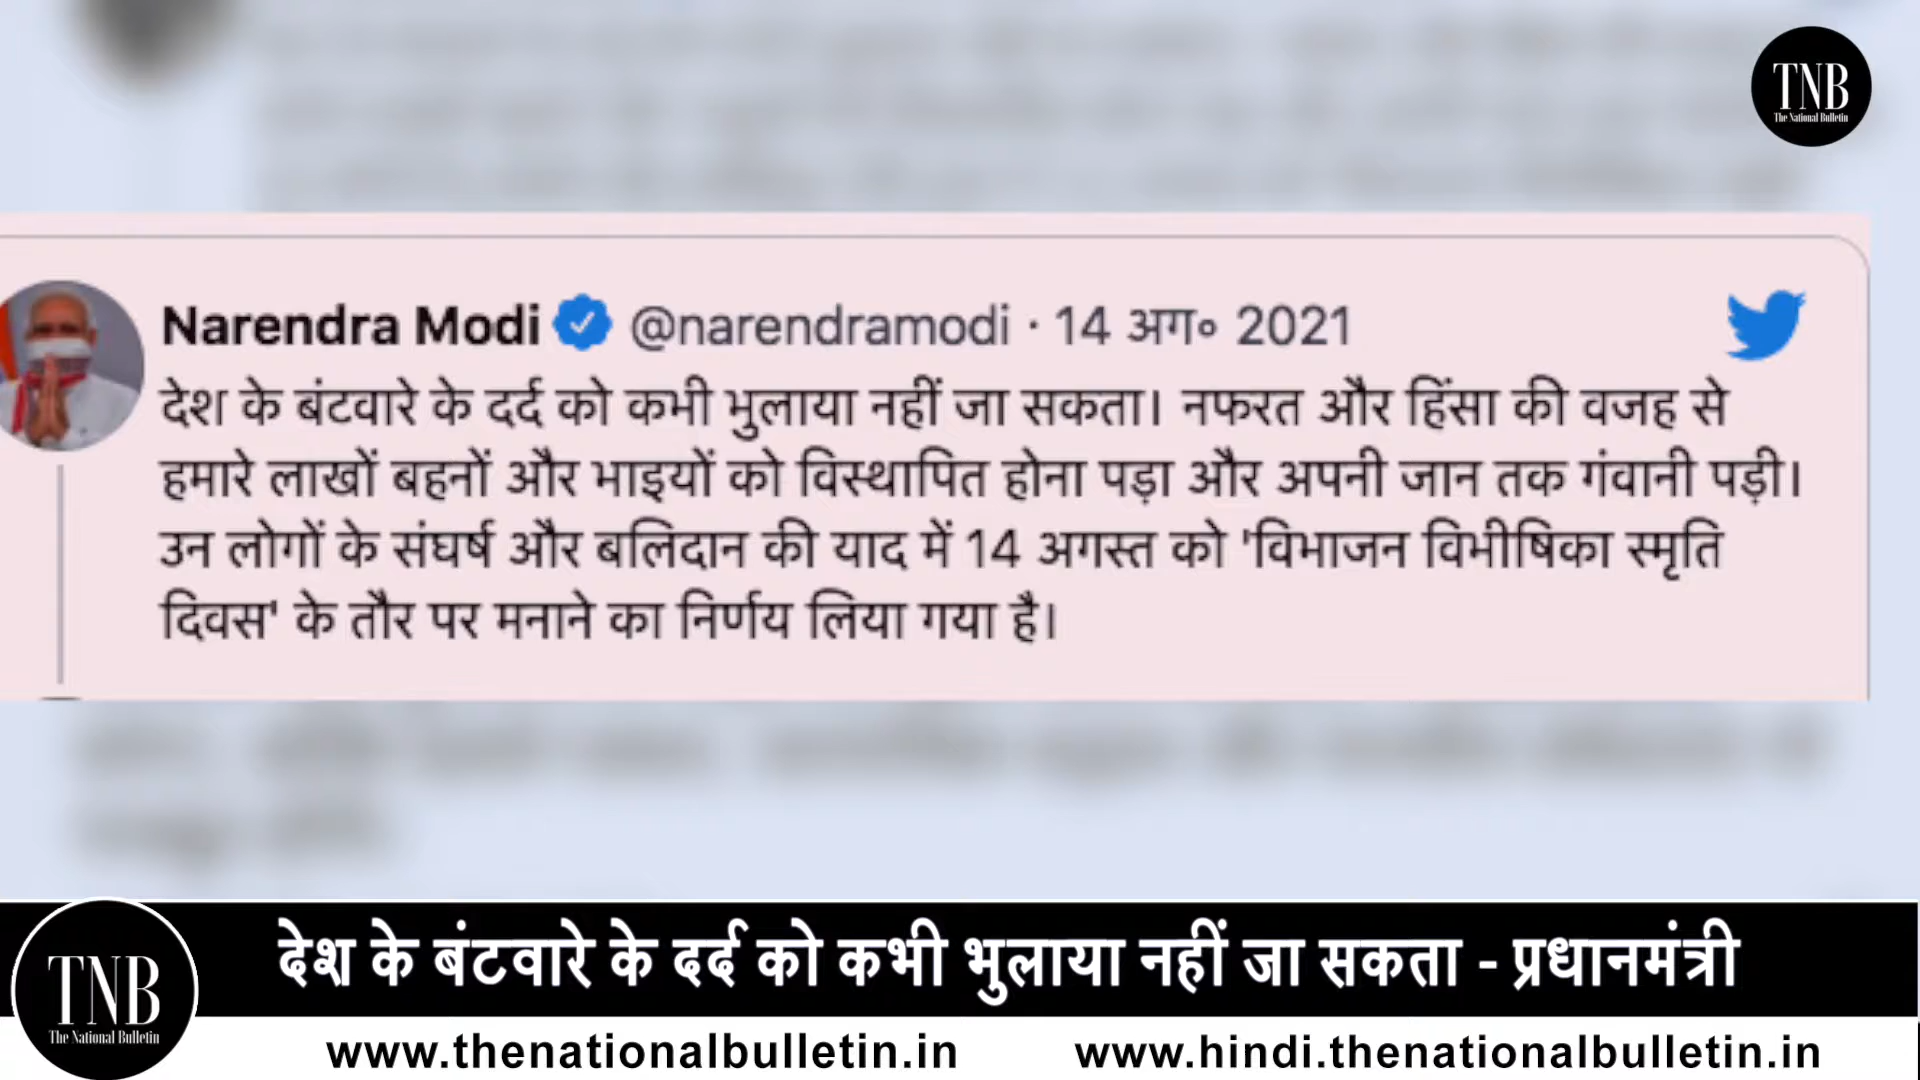 TNB
The National Bulletin
Narendra Modi @narendramodi · 14 अग॰ 2021
देश के बंटवारे के दर्द को कभी भुलाया नहीं जा सकता। नफरत और हिंसा की वजह से
हमारे लाखों बहनों और भाइयों को विस्थापित होना पड़ा और अपनी जान तक गंवानी पड़ी।
उन लोगों के संघर्ष और बलिदान की याद में 14 अगस्त को 'विभाजन विभीषिका स्मृति
दिवस' के तौर पर मनाने का निर्णय लिया गया है।
देश के बंटवारे के दर्द को कभी भुलाया नहीं जा सकता - प्रधानमंत्री
TNB
The National Bulletin
www.thenationalbulletin.in www.hindi.thenationalbulletin.in